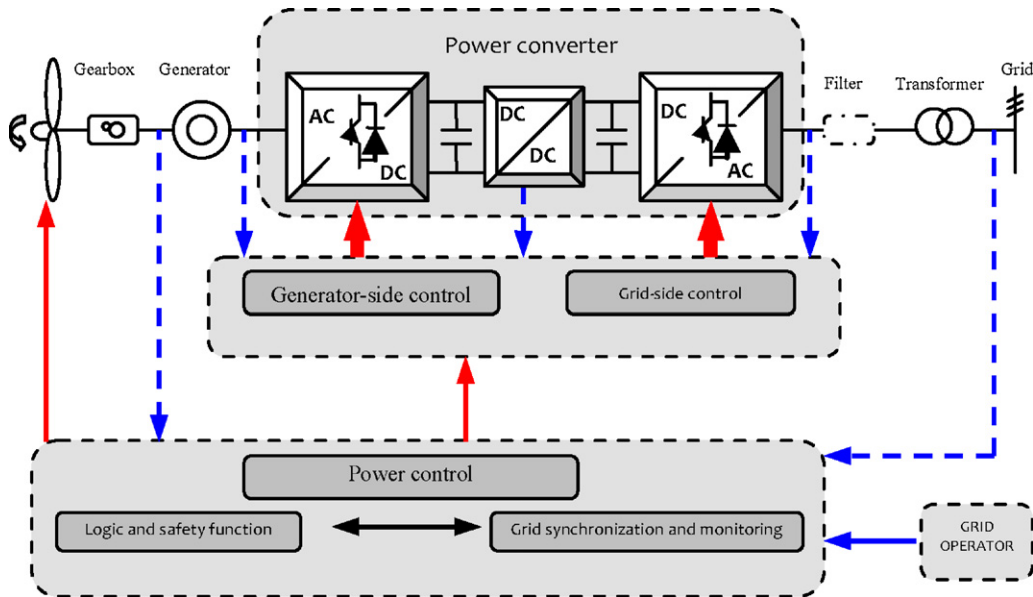 Power converter
Gearbox
Generator
Filter
Transformer
Grid
AC
DC
DC
DC
DC
AC
Generator-side control
Grid-side control
Power control
Logic and safety function
Grid synchronization and monitoring
GRID
OPERATOR